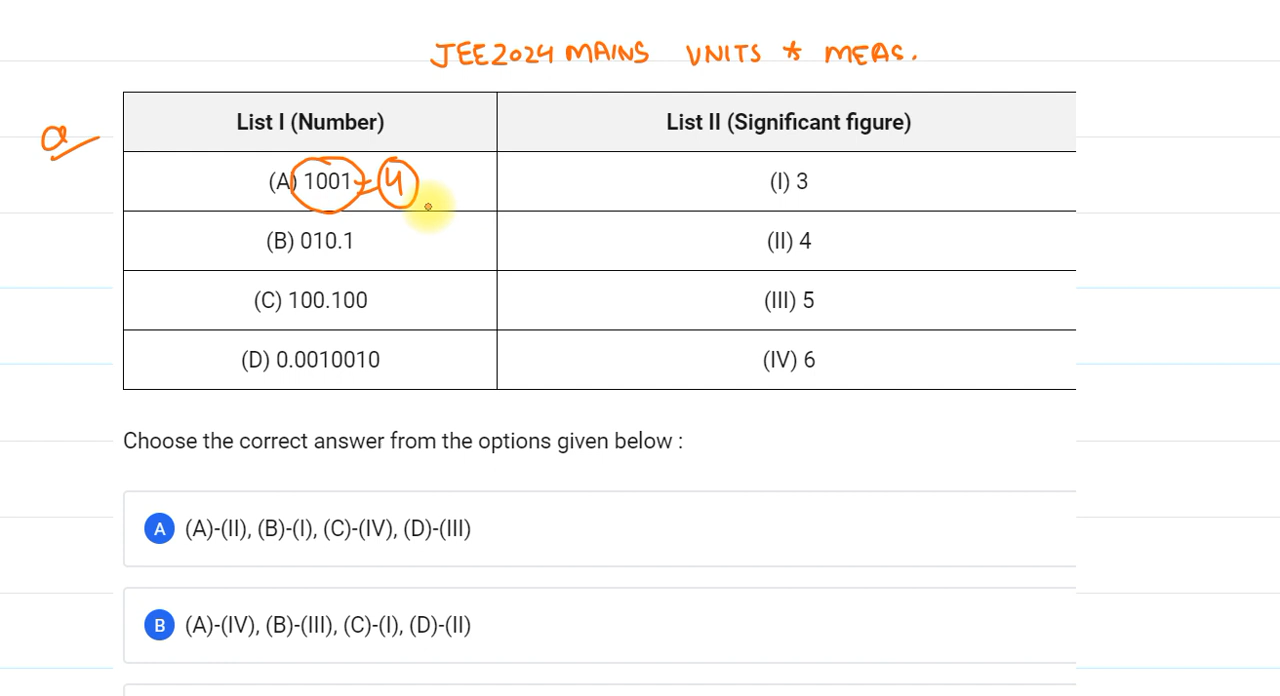 JEE2024 MAINS UNITS * MEAS.
Q
List I (Number) List II (Significant figure)
(A) 1001 = 4 (I) 3
(B) 010.1 (II) 4
(C) 100.100 (III) 5
(D) 0.0010010 (IV) 6
Choose the correct answer from the options given below :
A (A)-(II), (B)-(I), (C)-(IV), (D)-(III)
B (A)-(IV), (B)-(III), (C)-(I), (D)-(II)